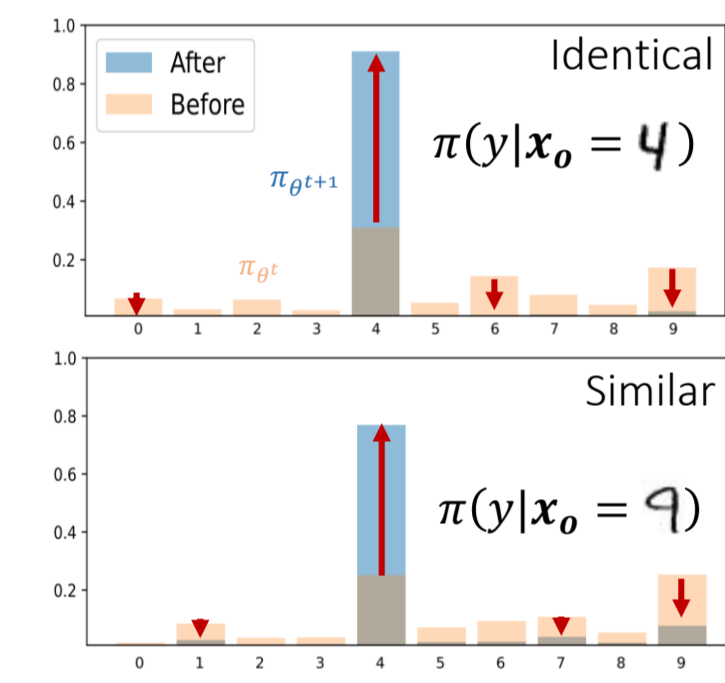 1.0
Identical
After
Before
0.8
0.6
π(y|xₒ = 4)
π_θ^{t+1}
0.4
π_θ^t
0.2
0 1 2 3 4 5 6 7 8 9
1.0
Similar
0.8
0.6
π(y|xₒ = 9)
0.4
0.2
0 1 2 3 4 5 6 7 8 9